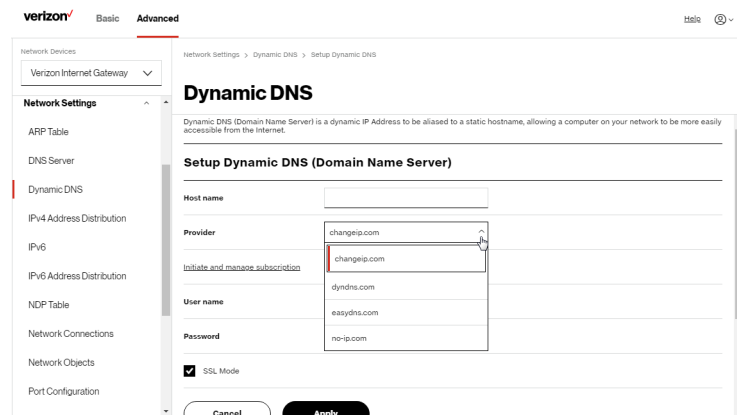 verizon
Basic
Advanced
Help
Network Devices
Verizon Internet Gateway
Network Settings
ARP Table
DNS Server
Dynamic DNS
IPv4 Address Distribution
IPv6
IPv6 Address Distribution
NDP Table
Network Connections
Network Objects
Port Configuration
Network Settings > Dynamic DNS > Setup Dynamic DNS
Dynamic DNS
Dynamic DNS (Domain Name Server) is a dynamic IP Address to be aliased to a static hostname, allowing a computer on your network to be more easily
accessible from the Internet.
Setup Dynamic DNS (Domain Name Server)
Host name
Provider
changeip.com
changeip.com
dyndns.com
easydns.com
no-ip.com
Initiate and manage subscription
User name
Password
SSL Mode
Cancel
Apply